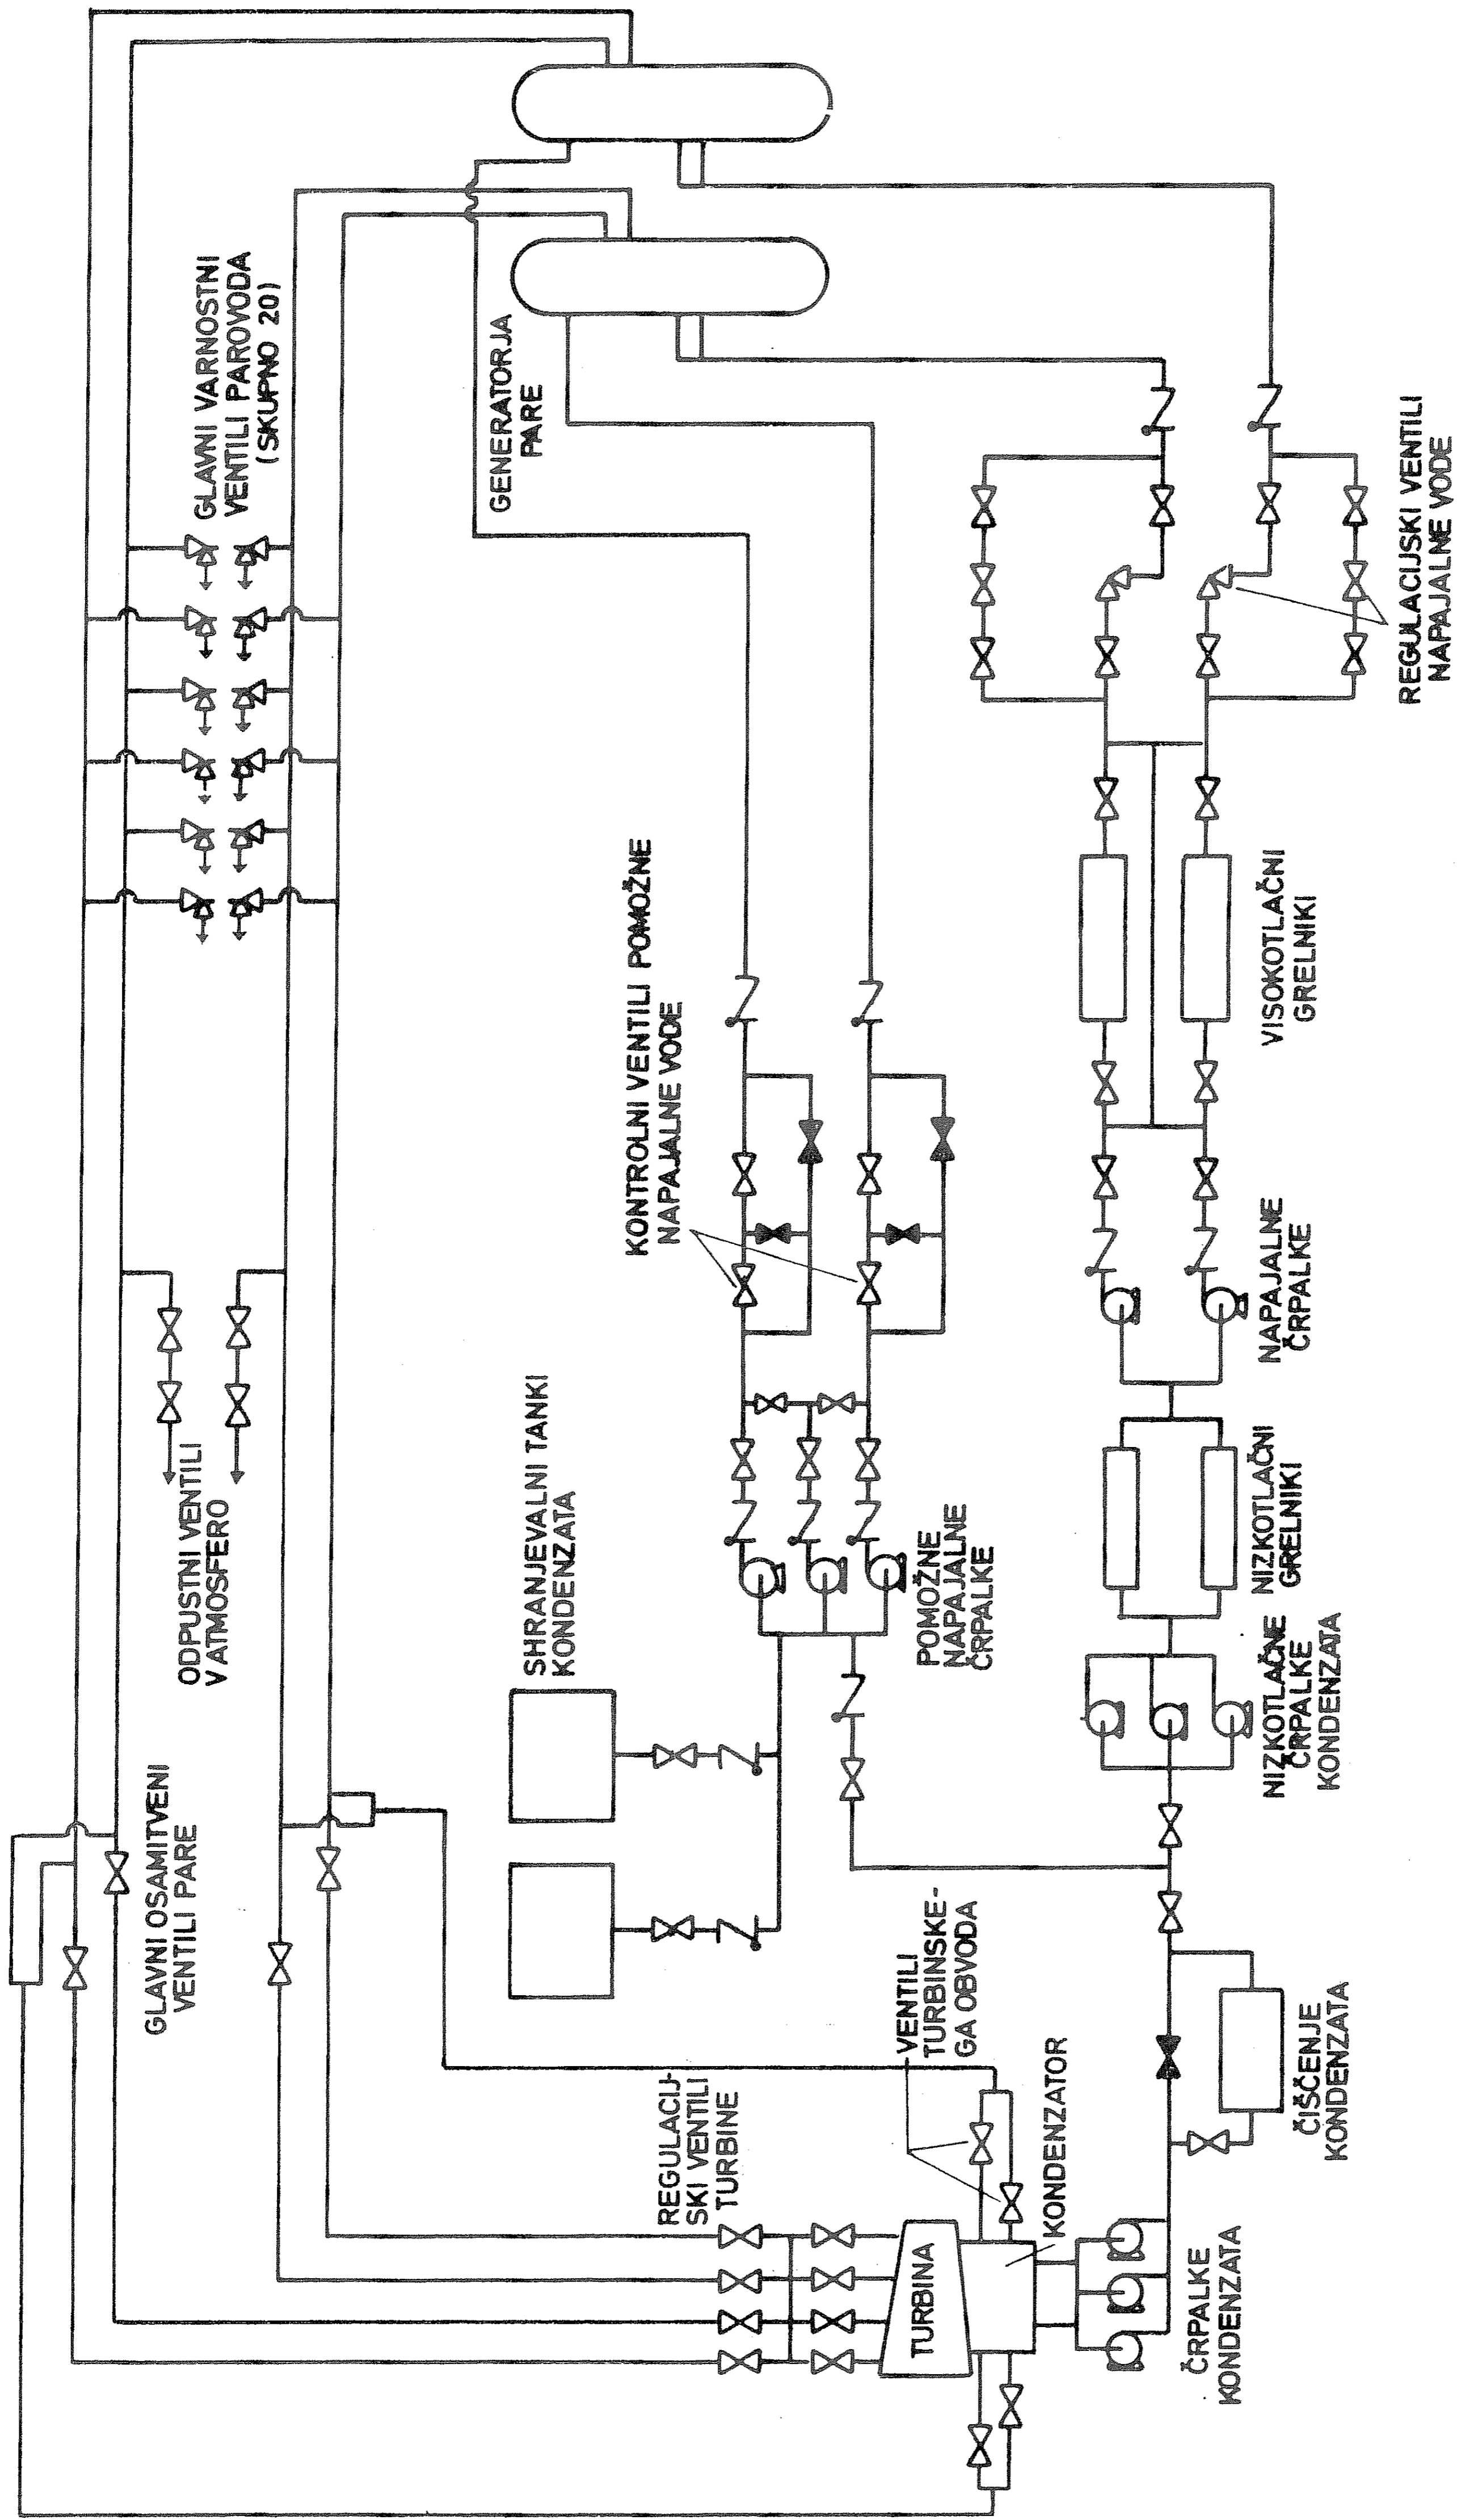 GLAVNI VARNOSTNI
VENTILI PAROVODA
(SKUPNO 20)
GENERATORJA
PARE
ODPUSTNI VENTILI
V ATMOSFERO
GLAVNI OSAMITVENI
VENTILI PARE
KONTROLNI VENTILI POMOŽNE
NAPAJALNE VODE
SHRANJEVALNI TANKI
KONDENZATA
POMOŽNE
NAPAJALNE
ČRPALKE
REGULACIJSKI VENTILI
NAPAJALNE VODE
VISOKOTLAČNI
GRELNIKI
NAPAJALNE
ČRPALKE
NIZKOTLAČNI
GRELNIKI
NIZKOTLAČNE
ČRPALKE
KONDENZATA
VENTILI
TURBINSKE-
GA OBVODA
REGULACIJ-
SKI VENTILI
TURBINE
TURBINA
KONDENZATOR
ČIŠČENJE
KONDENZATA
ČRPALKE
KONDENZATA